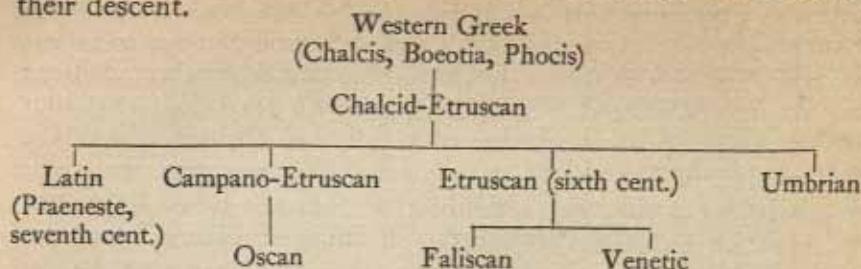 their descent.
Western Greek
(Chalcis, Boeotia, Phocis)
Chalcid-Etruscan
Latin Campano-Etruscan Etruscan (sixth cent.) Umbrian
(Praeneste,
seventh cent.)
Oscan Faliscan Venetic